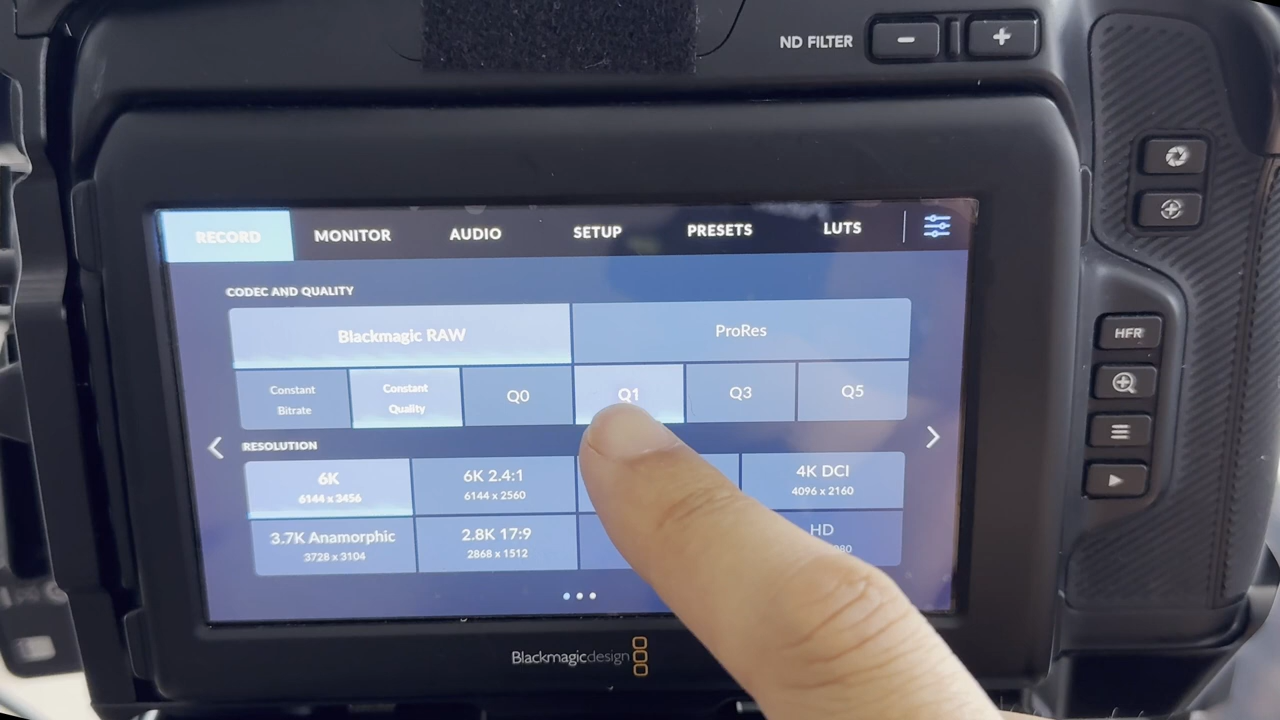 ND FILTER - +
RECORD MONITOR AUDIO SETUP PRESETS LUTS
CODEC AND QUALITY
Blackmagic RAW ProRes
Constant Bitrate
Constant Quality
Q0 Q1 Q3 Q5
RESOLUTION
6K
6144 x 3456
6K 2.4:1
6144 x 2560
4K DCI
4096 x 2160
3.7K Anamorphic
3728 x 3104
2.8K 17:9
2868 x 1512
HD
HFR
Blackmagicdesign